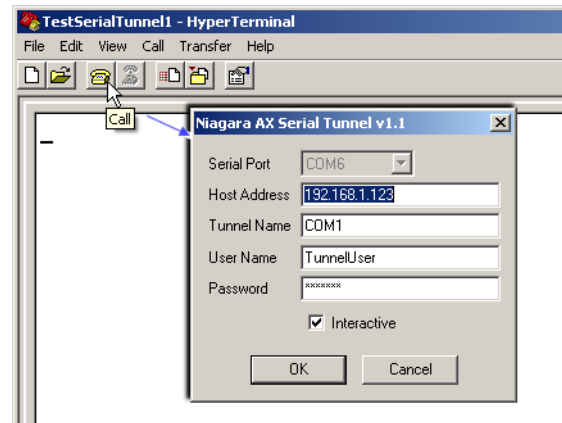 TestSerialTunnel1 - HyperTerminal
File Edit View Call Transfer Help
Call
Niagara AX Serial Tunnel v1.1
Serial Port COM6
Host Address 192.168.1.123
Tunnel Name COM1
User Name TunnelUser
Password xxxxxxx
Interactive
OK Cancel